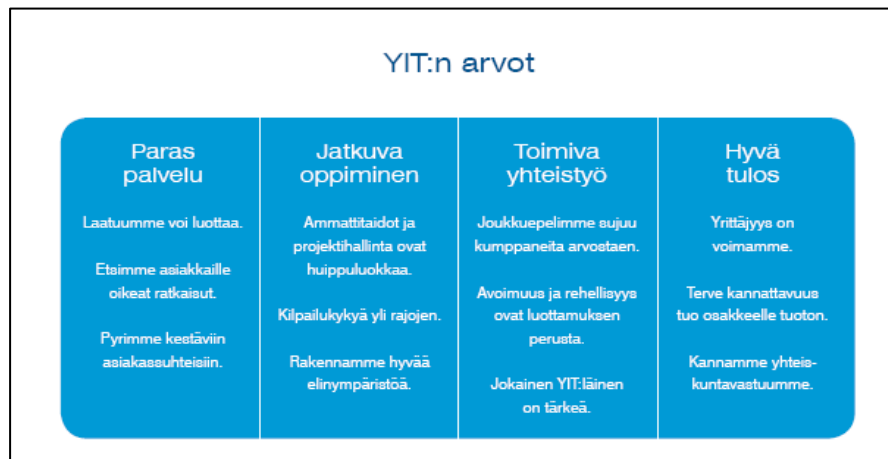 YIT:n arvot
Paras
palvelu
Laatuumme voi luottaa.
Etsimme asiakkaille
oikeat ratkaisut.
Pyrimme kestäviin
asiakassuhteisiin.
Jatkuva
oppiminen
Ammattitaidot ja
projektihallinta ovat
huippuluokkaa.
Kilpailukykyä yli rajojen.
Rakennamme hyvää
elinympäristöä.
Toimiva
yhteistyö
Joukkuepelimme sujuu
kumppaneita arvostaen.
Avoimuus ja rehellisyys
ovat luottamuksen
perusta.
Jokainen YIT:läinen
on tärkeä.
Hyvä
tulos
Yrittäjyys on
voimamme.
Terve kannattavuus
tuo osakkeelle tuoton.
Kannamme yhteis-
kuntavastuumme.